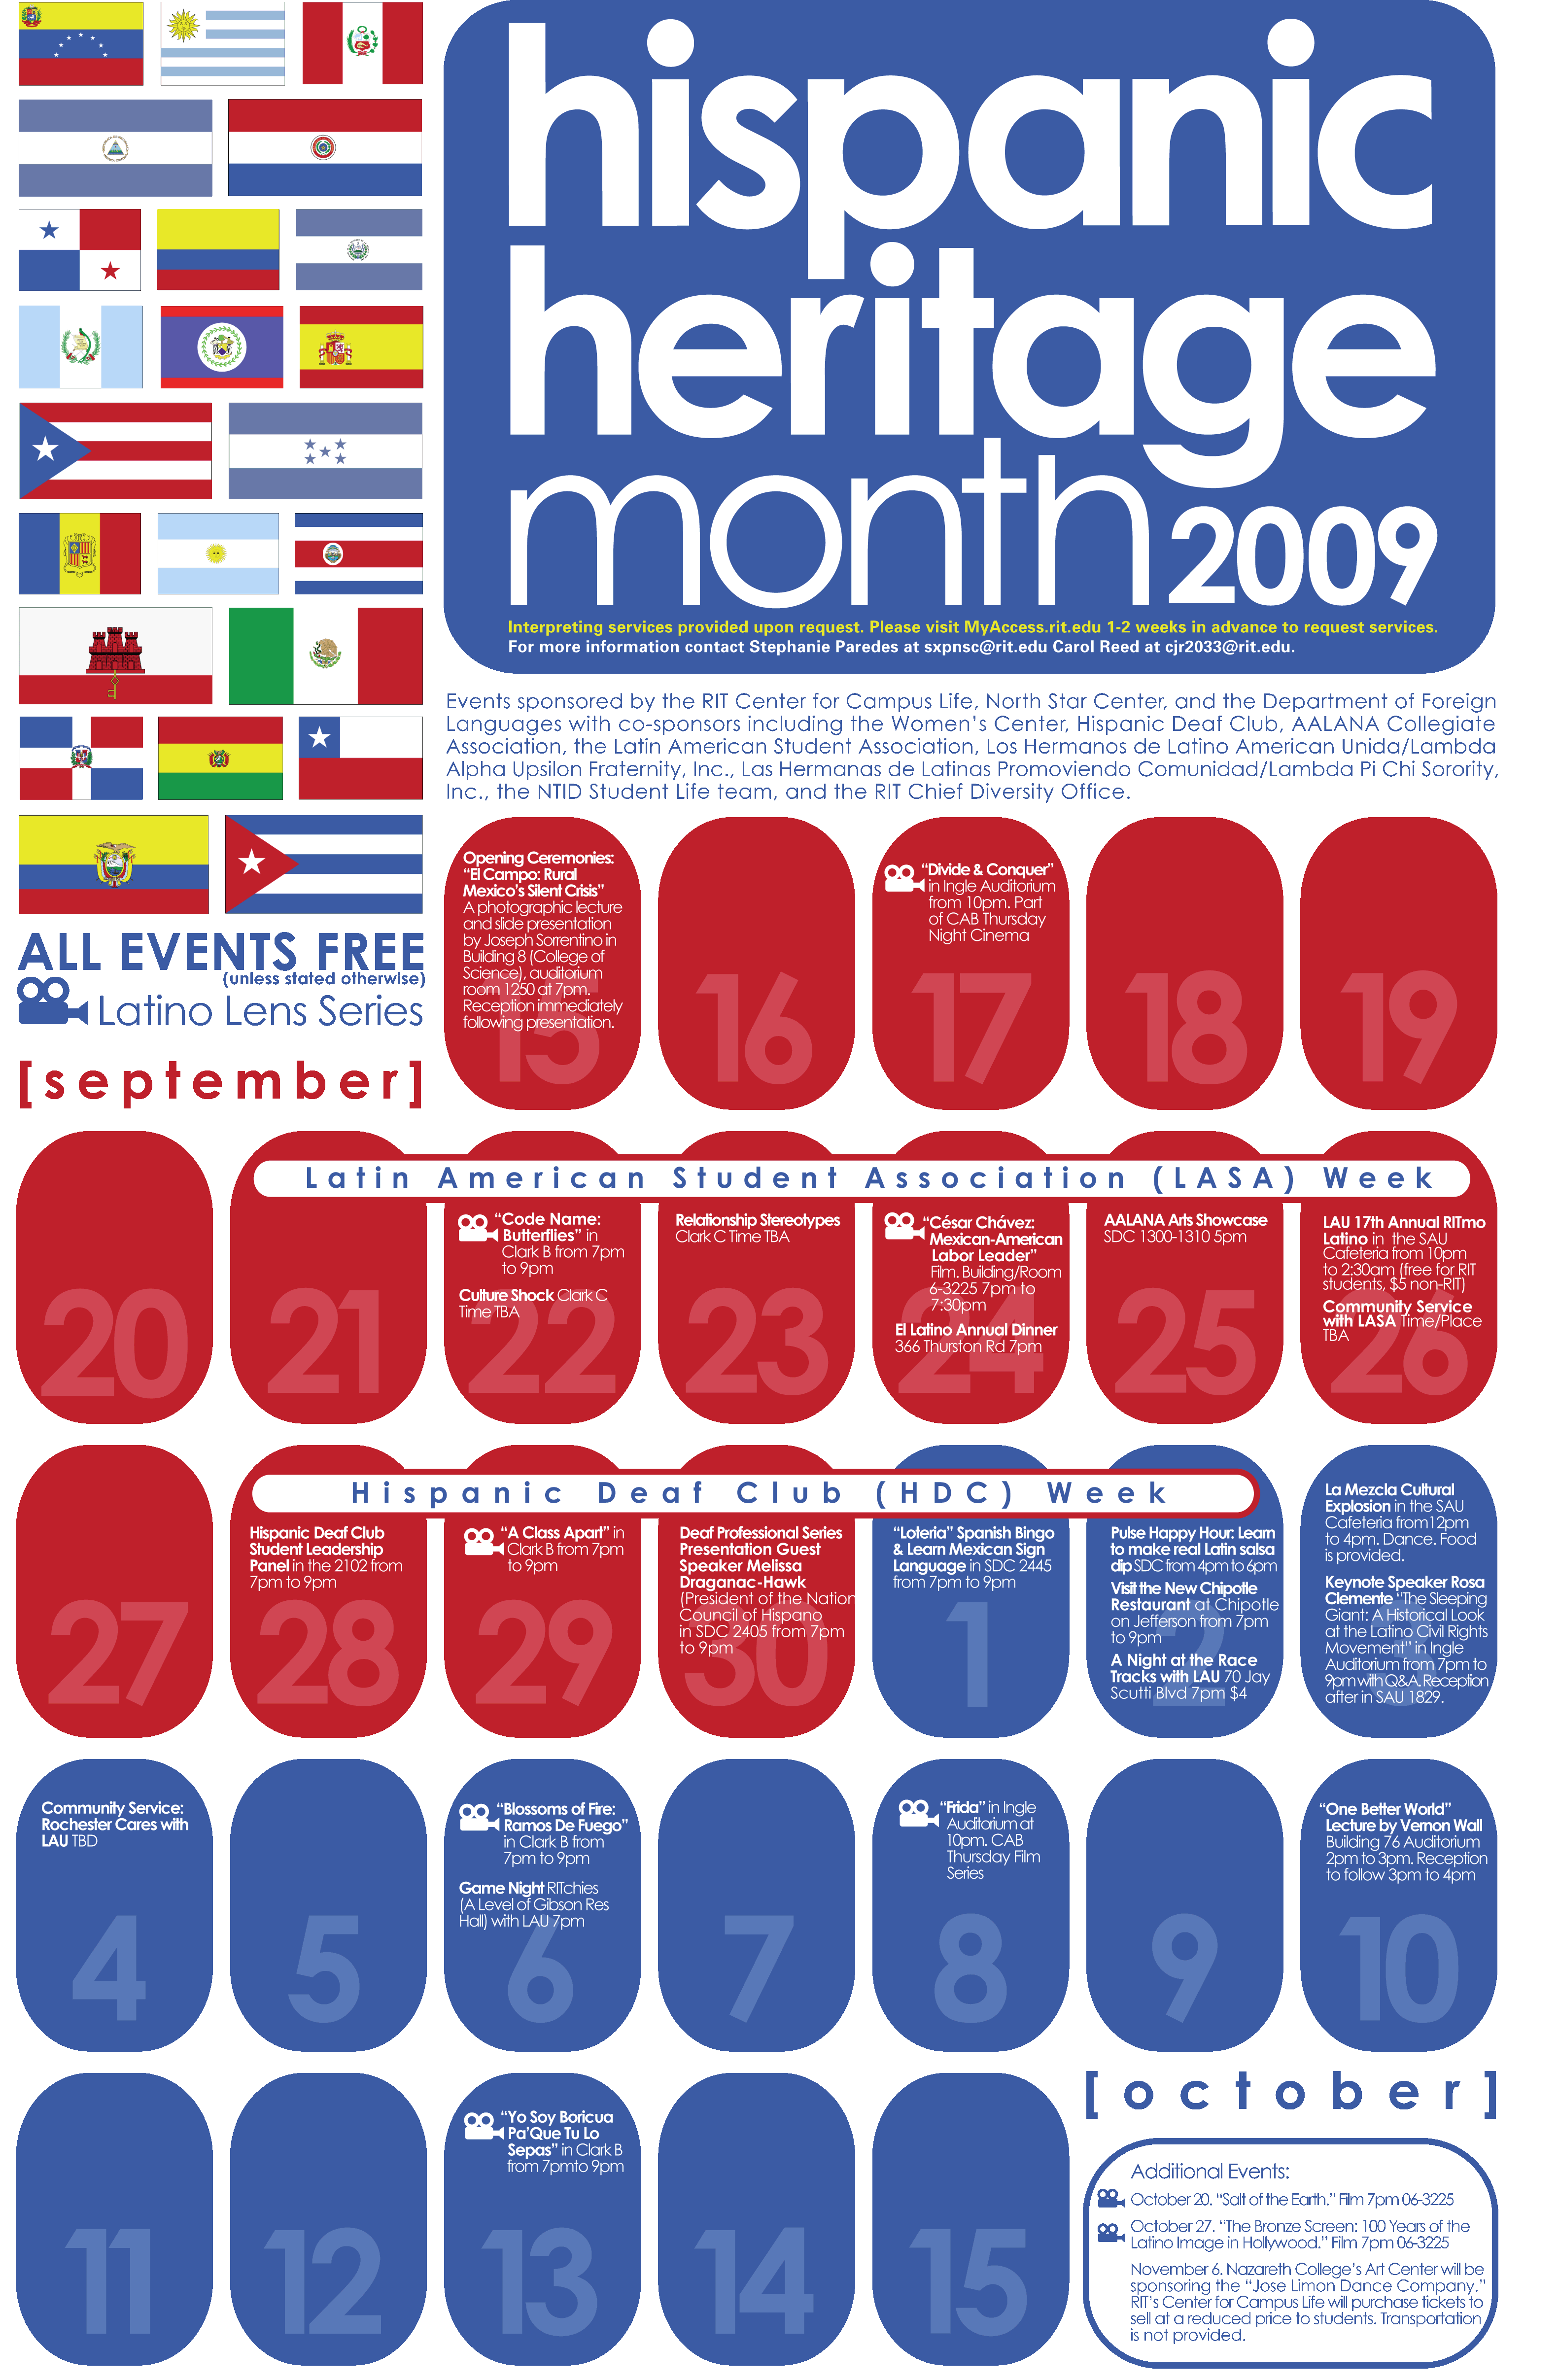 hispanic
heritage
month 2009
Interpreting services provided upon request. Please visit MyAccess.rit.edu 1-2 weeks in advance to request services.
For more information contact Stephanie Paredes at sxpnsc@rit.edu Carol Reed at cjr2033@rit.edu.
Events sponsored by the RIT Center for Campus Life, North Star Center, and the Department of Foreign
Languages with co-sponsors including the Women's Center, Hispanic Deaf Club, AALANA Collegiate
Association, the Latin American Student Association, Los Hermanos de Latino American Unida/Lambda
Alpha Upsilon Fraternity, Inc., Las Hermanas de Latinas Promoviendo Comunidad/Lambda Pi Chi Sorority,
Inc., the NTID Student Life team, and the RIT Chief Diversity Office.
ALL EVENTS FREE
(unless stated otherwise)
Latino Lens Series
[september]
Opening Ceremonies:
"El Campo: Rural
Mexico's Silent Crisis"
A photographic lecture
and slide presentation
by Joseph Sorrentino in
Building 8 (College of
Science), auditorium
room 1250 at 7pm.
Reception immediately
following presentation.
15
16
"Divide & Conquer"
in Ingle Auditorium
from 10pm. Part
of CAB Thursday
Night Cinema
17
18
19
Latin American Student Association (LASA) Week
20
21
"Code Name:
Butterflies" in
Clark B from 7pm
to 9pm
Culture Shock Clark C
Time TBA
22
Relationship Stereotypes
Clark C Time TBA
23
"César Chávez:
Mexican-American
Labor Leader"
Film. Building/Room
6-3225 7pm to
7:30pm
El Latino Annual Dinner
366 Thurston Rd 7pm
24
AALANA Arts Showcase
SDC 1300-1310 5pm
25
LAU 17th Annual RITmo
Latino in the SAU
Cafeteria from 10pm
to 2:30am (free for RIT
students, $5 non-RIT)
Community Service
with LASA Time/Place
TBA
26
Hispanic Deaf Club (HDC) Week
27
Hispanic Deaf Club
Student Leadership
Panel in the 2102 from
7pm to 9pm
28
"A Class Apart" in
Clark B from 7pm
to 9pm
29
Deaf Professional Series
Presentation Guest
Speaker Melissa
Draganac-Hawk
(President of the Nation
Council of Hispano
in SDC 2405 from 7pm
to 9pm
30
"Loteria" Spanish Bingo
& Learn Mexican Sign
Language in SDC 2445
from 7pm to 9pm
1
Pulse Happy Hour: Learn
to make real Latin salsa
dip SDC from 4pm to 6pm
Visit the New Chipotle
Restaurant at Chipotle
on Jefferson from 7pm
to 9pm
A Night at the Race
Tracks with LAU 70 Jay
Scutti Blvd 7pm $4
2
La Mezcla Cultural
Explosion in the SAU
Cafeteria from12pm
to 4pm. Dance. Food
is provided.
Keynote Speaker Rosa
Clemente "The Sleeping
Giant: A Historical Look
at the Latino Civil Rights
Movement" in Ingle
Auditorium from 7pm to
9pm with Q&A. Reception
after in SAU 1829.
3
Community Service:
Rochester Cares with
LAU TBD
4
5
"Blossoms of Fire:
Ramos De Fuego"
in Clark B from
7pm to 9pm
Game Night RITchies
(A Level of Gibson Res
Hall) with LAU 7pm
6
7
"Frida" in Ingle
Auditorium at
10pm. CAB
Thursday Film
Series
8
9
"One Better World"
Lecture by Vernon Wall
Building 76 Auditorium
2pm to 3pm. Reception
to follow 3pm to 4pm
10
[october]
11
12
"Yo Soy Boricua
Pa'Que Tu Lo
Sepas" in Clark B
from 7pmto 9pm
13
14
15
Additional Events:
October 20. "Salt of the Earth." Film 7pm 06-3225
October 27. "The Bronze Screen: 100 Years of the
Latino Image in Hollywood." Film 7pm 06-3225
November 6. Nazareth College's Art Center will be
sponsoring the "Jose Limon Dance Company."
RIT's Center for Campus Life will purchase tickets to
sell at a reduced price to students. Transportation
is not provided.